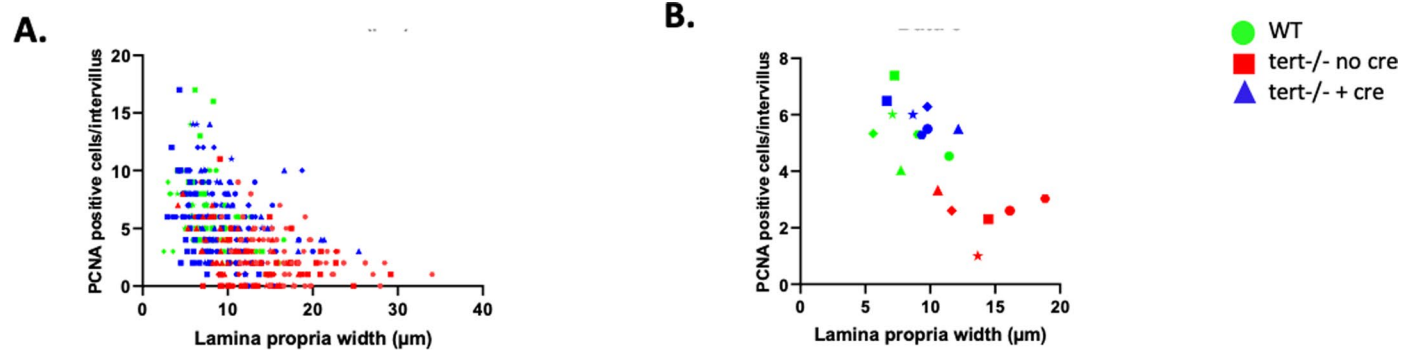 A.
PCNA positive cells/intervillus
20
15
10
5
0
0 10 20 30 40
Lamina propria width (μm)
B.
PCNA positive cells/intervillus
8
6
4
2
0
0 5 10 15 20
Lamina propria width (μm)
WT
tert-/- no cre
tert-/- + cre